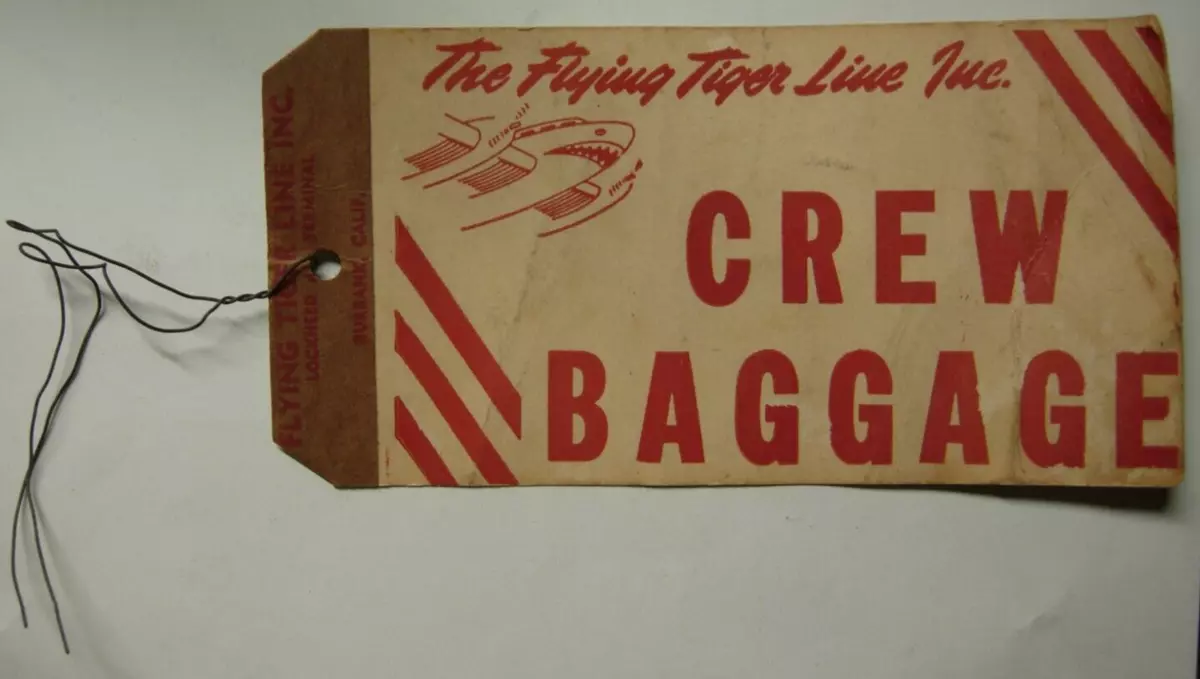 The Flying Tiger Line Inc.
CREW
BAGGAGE
FLYING TIGER LINE INC.
LOCKHEED AIR TERMINAL
BURBANK, CALIF.